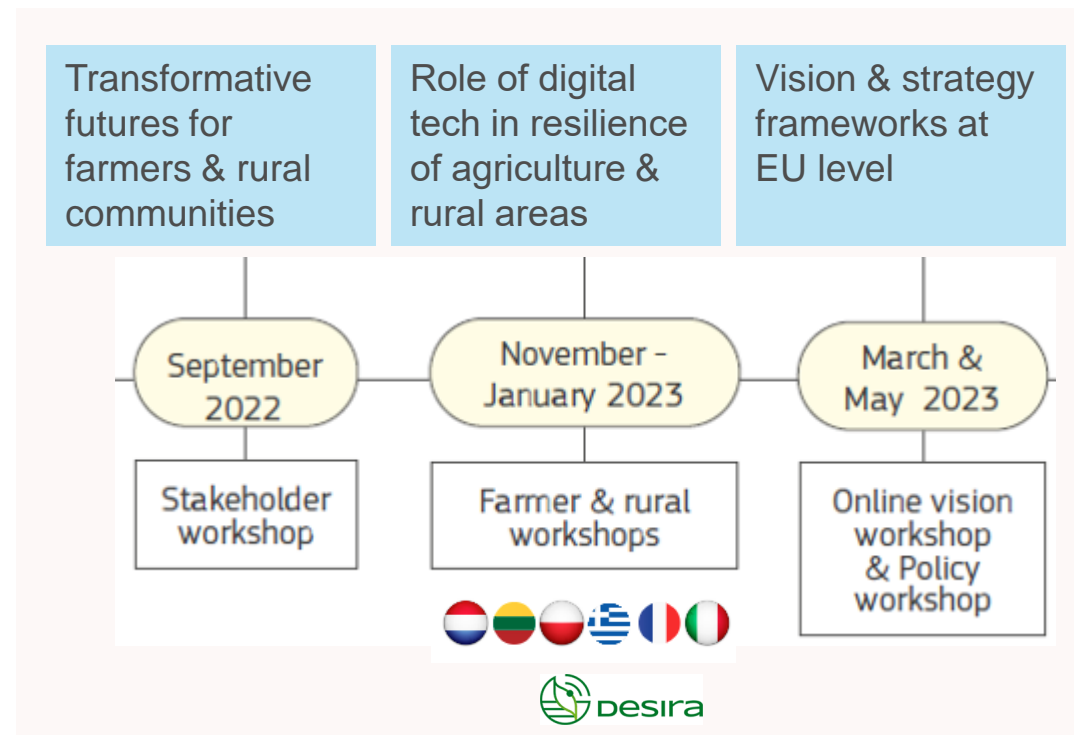 Transformative
futures for
farmers & rural
communities
Role of digital
tech in resilience
of agriculture &
rural areas
Vision & strategy
frameworks at
EU level
September
2022
November -
January 2023
March &
May 2023
Stakeholder
workshop
Farmer & rural
workshops
Online vision
workshop
& Policy
workshop
DESIRA